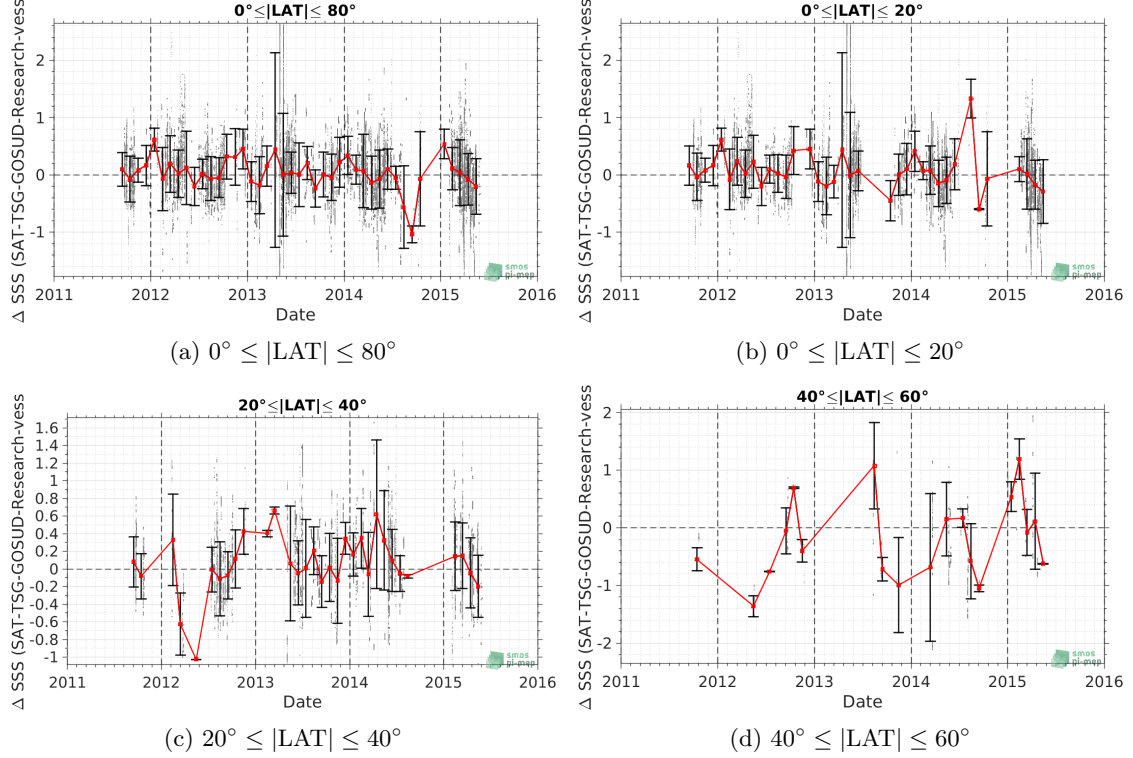 0°≤|LAT|≤ 80°
Δ SSS (SAT-TSG-GOSUD-Research-vess
2
1
0
-1
2011 2012 2013 2014 2015 2016
Date
smos
pi-mep
(a) 0° ≤ |LAT| ≤ 80°
0°≤|LAT|≤ 20°
Δ SSS (SAT-TSG-GOSUD-Research-vess
2
1
0
-1
2011 2012 2013 2014 2015 2016
Date
smos
pi-mep
(b) 0° ≤ |LAT| ≤ 20°
20°≤|LAT|≤ 40°
Δ SSS (SAT-TSG-GOSUD-Research-vess
1.6
1.4
1.2
1
0.8
0.6
0.4
0.2
0
-0.2
-0.4
-0.6
-0.8
-1
2011 2012 2013 2014 2015 2016
Date
smos
pi-mep
(c) 20° ≤ |LAT| ≤ 40°
40°≤|LAT|≤ 60°
Δ SSS (SAT-TSG-GOSUD-Research-vess
2
1
0
-1
-2
2011 2012 2013 2014 2015 2016
Date
smos
pi-mep
(d) 40° ≤ |LAT| ≤ 60°